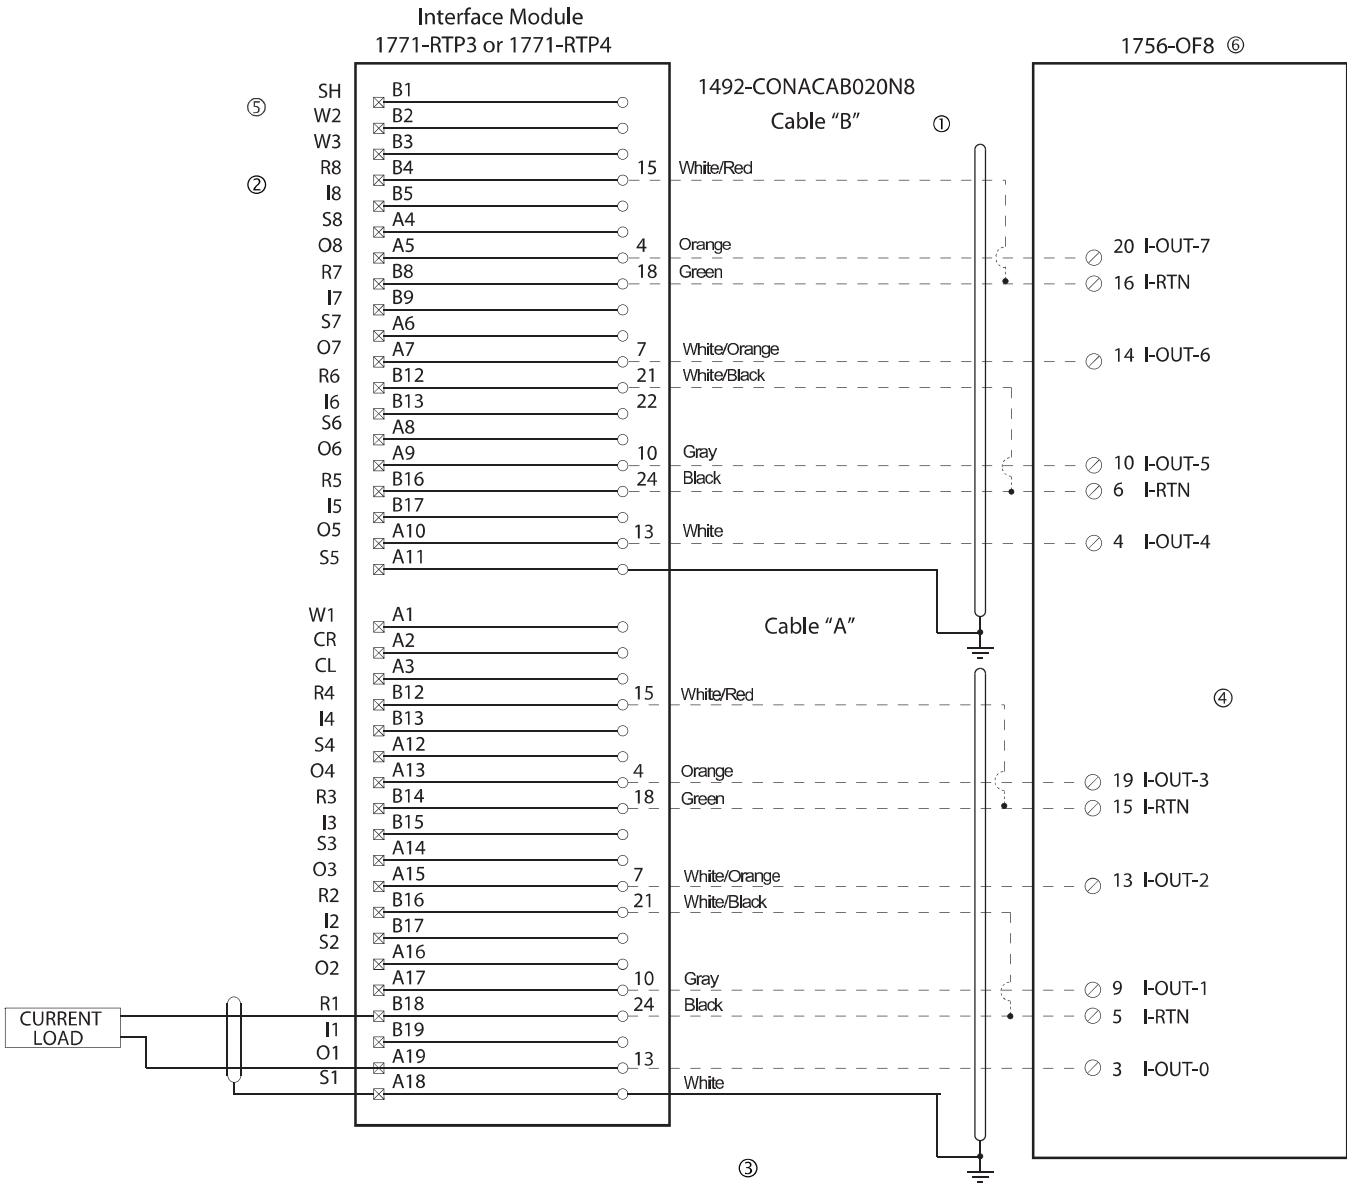 Interface Module
1771-RTP3 or 1771-RTP4
1756-OF8 ⑥
1492-CONACAB020N8
Cable “B”
①
⑤
②
SH B1
W2 B2
W3 B3
R8 B4 15 White/Red
I8 B5
S8 A4
O8 A5 4 Orange 20 I-OUT-7
R7 B8 18 Green 16 I-RTN
I7 B9
S7 A6
O7 A7 7 White/Orange 14 I-OUT-6
R6 B12 21 White/Black
I6 B13 22
S6 A8
O6 A9 10 Gray 10 I-OUT-5
R5 B16 24 Black 6 I-RTN
I5 B17
O5 A10 13 White 4 I-OUT-4
S5 A11
Cable “A”
W1 A1
CR A2
CL A3
R4 B12 15 White/Red
④
I4 B13
S4 A12
O4 A13 4 Orange 19 I-OUT-3
R3 B14 18 Green 15 I-RTN
I3 B15
S3 A14
O3 A15 7 White/Orange 13 I-OUT-2
R2 B16 21 White/Black
I2 B17
S2 A16
O2 A17 10 Gray 9 I-OUT-1
R1 B18 24 Black 5 I-RTN
CURRENT
LOAD
I1 B19
O1 A19 13 3 I-OUT-0
S1 A18 White
③